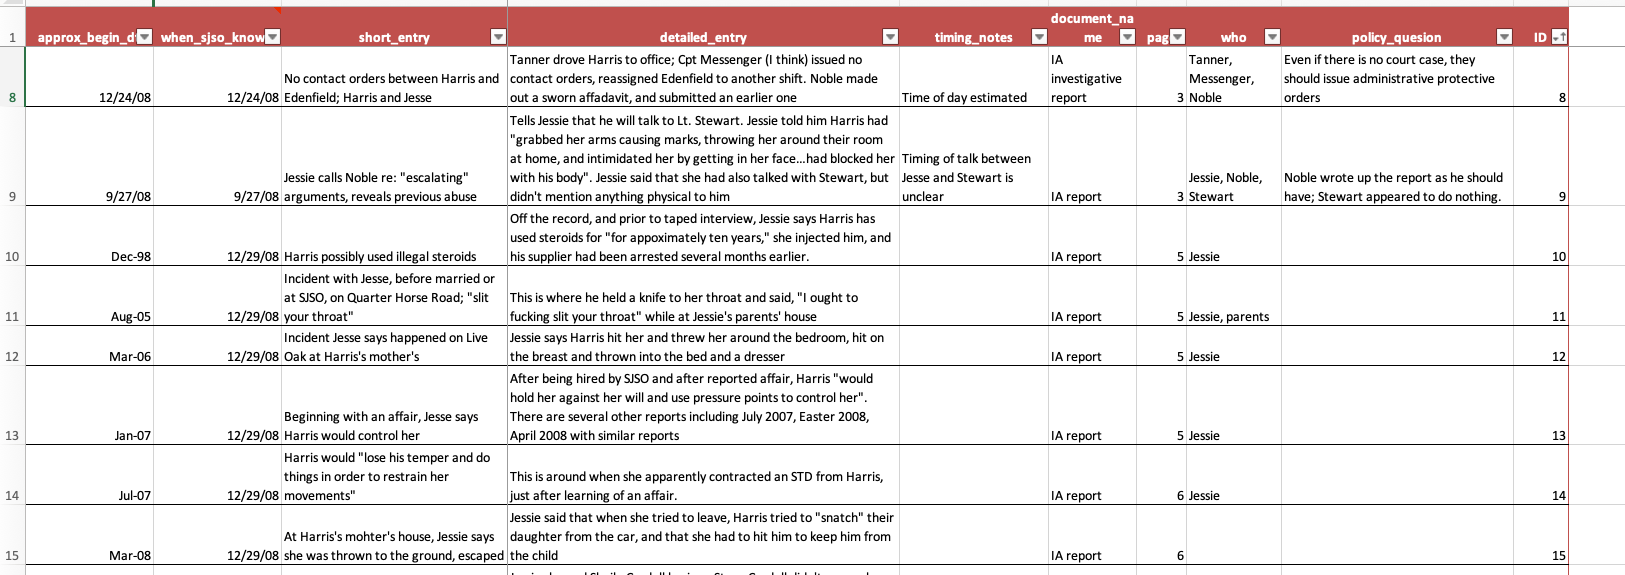 document_na
1 approx_begin_d when_sjso_know short_entry detailed_entry timing_notes me pag who policy_quesion ID
Tanner drove Harris to office; Cpt Messenger (I think) issued no IA Tanner, Even if there is no court case, they
No contact orders between Harris and contact orders, reassigned Edenfield to another shift. Noble made investigative Messenger, should issue administrative protective
8 12/24/08 12/24/08 Edenfield; Harris and Jesse out a sworn affadavit, and submitted an earlier one Time of day estimated report 3 Noble orders 8
Tells Jessie that he will talk to Lt. Stewart. Jessie told him Harris had
"grabbed her arms causing marks, throwing her around their room
at home, and intimidated her by getting in her face...had blocked her Timing of talk between
Jessie calls Noble re: "escalating" with his body". Jessie said that she had also talked with Stewart, but Jesse and Stewart is Jessie, Noble, Noble wrote up the report as he should
9 9/27/08 9/27/08 arguments, reveals previous abuse didn't mention anything physical to him unclear IA report 3 Stewart have; Stewart appeared to do nothing. 9
Off the record, and prior to taped interview, Jessie says Harris has
used steroids for "for appoximately ten years," she injected him, and
10 Dec-98 12/29/08 Harris possibly used illegal steroids his supplier had been arrested several months earlier. IA report 5 Jessie 10
Incident with Jesse, before married or
at SJSO, on Quarter Horse Road; "slit This is where he held a knife to her throat and said, "I ought to
11 Aug-05 12/29/08 your throat" fucking slit your throat" while at Jessie's parents' house IA report 5 Jessie, parents 11
Incident Jesse says happened on Live Jessie says Harris hit her and threw her around the bedroom, hit on
12 Mar-06 12/29/08 Oak at Harris's mother's the breast and thrown into the bed and a dresser IA report 5 Jessie 12
After being hired by SJSO and after reported affair, Harris "would
hold her against her will and use pressure points to control her".
Beginning with an affair, Jesse says There are several other reports including July 2007, Easter 2008,
13 Jan-07 12/29/08 Harris would control her April 2008 with similar reports IA report 5 Jessie 13
Harris would "lose his temper and do
things in order to restrain her This is around when she apparently contracted an STD from Harris,
14 Jul-07 12/29/08 movements" just after learning of an affair. IA report 6 Jessie 14
Jessie said that when she tried to leave, Harris tried to "snatch" their
At Harris's mohter's house, Jessie says daughter from the car, and that she had to hit him to keep him from
15 Mar-08 12/29/08 she was thrown to the ground, escaped the child IA report 6 15